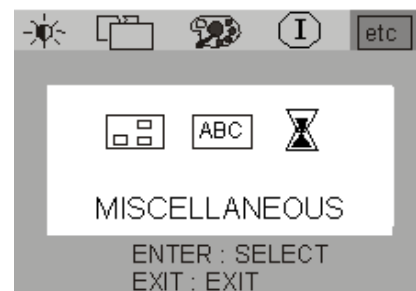 I etc
ABC
MISCELLANEOUS
ENTER : SELECT
EXIT : EXIT